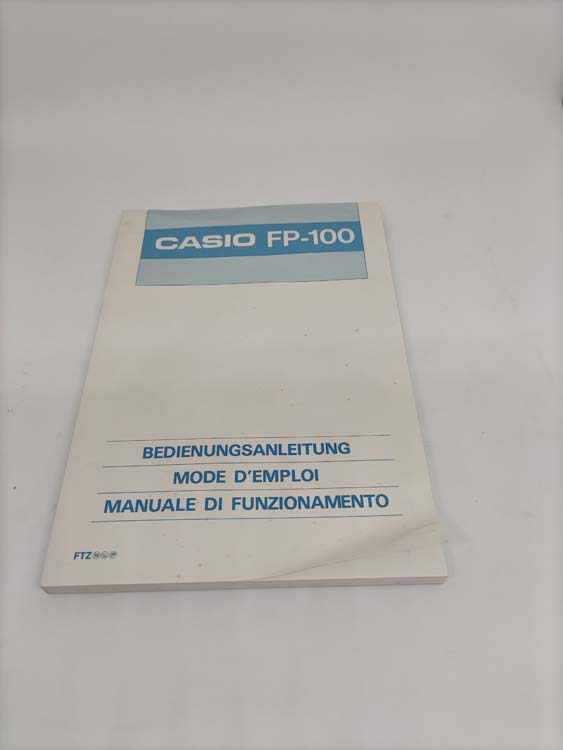 CASIO FP-100
BEDIENUNGSANLEITUNG
MODE D'EMPLOI
MANUALE DI FUNZIONAMENTO
FTZ